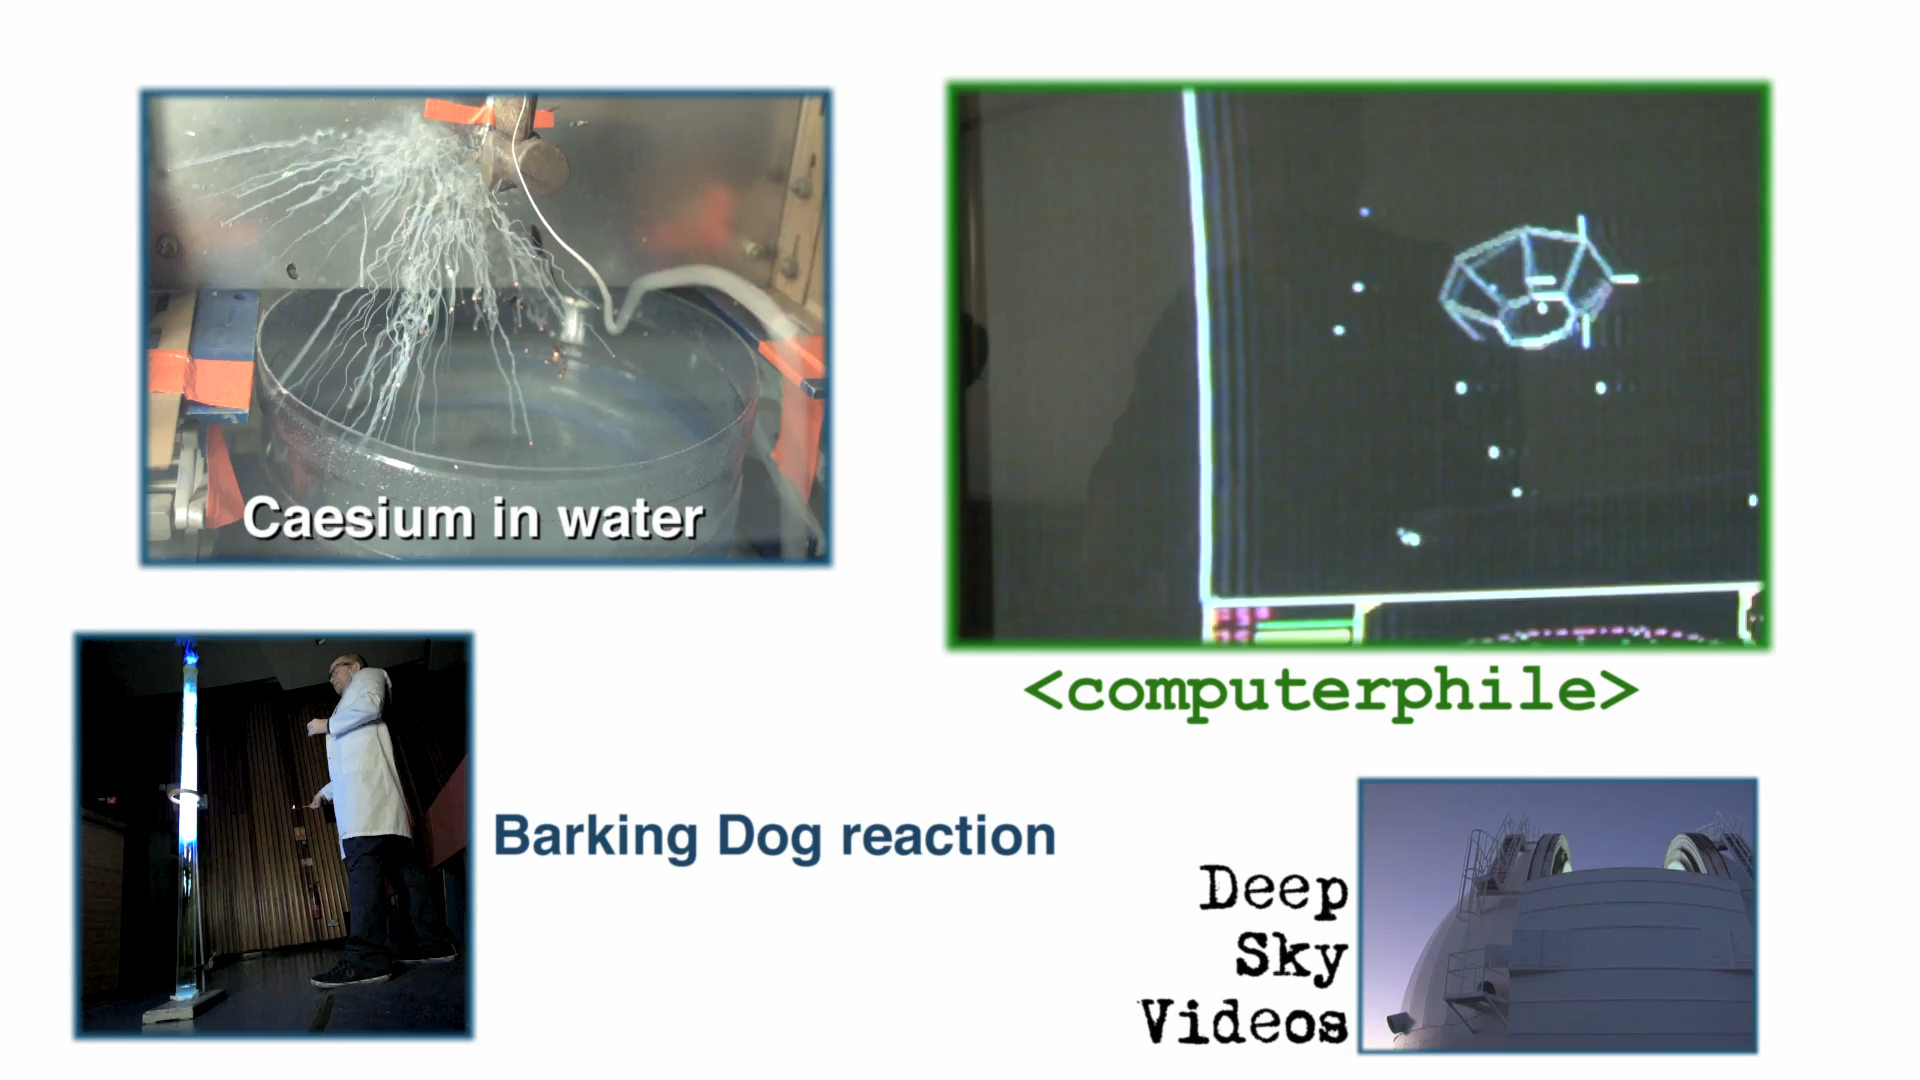 Caesium in water
<computerphile>
Barking Dog reaction
Deep
Sky
Videos